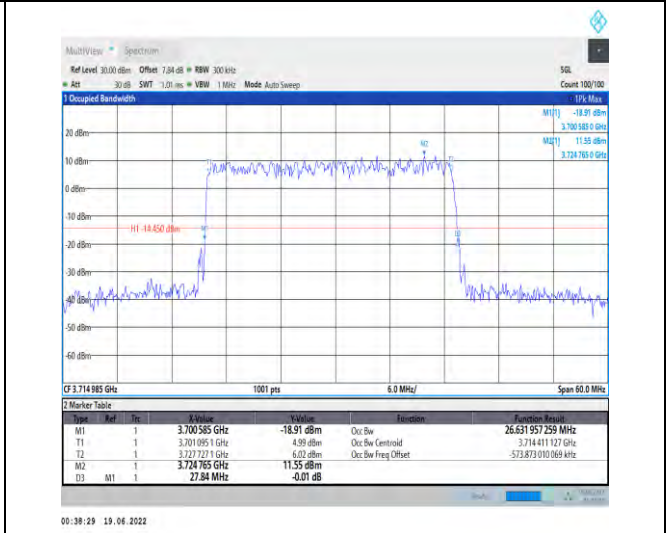 MultiView Spectrum
Ref Level 30.00 dBm Offset 7.84 dB RBW 300 kHz SGL
Att 30 dB SWT 1.01 ms VBW 1 MHz Mode Auto Sweep Count 100/100
1 Occupied Bandwidth 1Pk Max
M1[1] -18.91 dBm
3.700 585 0 GHz
M2[1] 11.55 dBm
3.724 765 0 GHz
20 dBm
M2
10 dBm
T1
0 dBm
-10 dBm
H1 -14.450 dBm
M1
D3
-20 dBm
-30 dBm
-40 dBm
-50 dBm
-60 dBm
CF 3.714 985 GHz 1001 pts 6.0 MHz/ Span 60.0 MHz
2 Marker Table
Type Ref Trc X-Value Y-Value Function Function Result
M1 1 3.700 585 GHz -18.91 dBm Occ Bw 26.631 957 259 MHz
T1 1 3.701 095 1 GHz 4.99 dBm Occ Bw Centroid 3.714 411 127 GHz
T2 1 3.727 727 1 GHz 6.02 dBm Occ Bw Freq Offset -573.873 010 069 kHz
M2 1 3.724 765 GHz 11.55 dBm
D3 M1 1 27.84 MHz -0.01 dB
00:38:29 19.06.2022